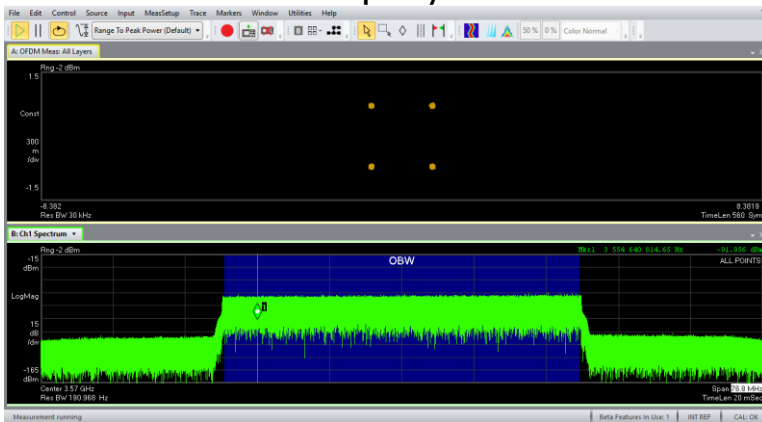 File Edit Control Source Input MeasSetup Trace Markers Window Utilities Help
Range To Peak Power (Default) 50 % 0 % Color Normal
A: OFDM Meas: All Layers
Rng -2 dBm
1.5
Const
300
m
/div
-1.5
-8.382 8.3819
Res BW 30 kHz TimeLen 560 Sym
B: Ch1 Spectrum
Rng -2 dBm Mkr1 3 554 640 014.65 Hz -91.856 dBm
-15 OBW ALL POINTS
dBm
LogMag
1
15
dB
/div
-165
dBm
Center 3.57 GHz Span 76.8 MHz
Res BW 190.968 Hz TimeLen 20 mSec
Measurement running Beta Features In Use: 1 INT REF CAL: OK